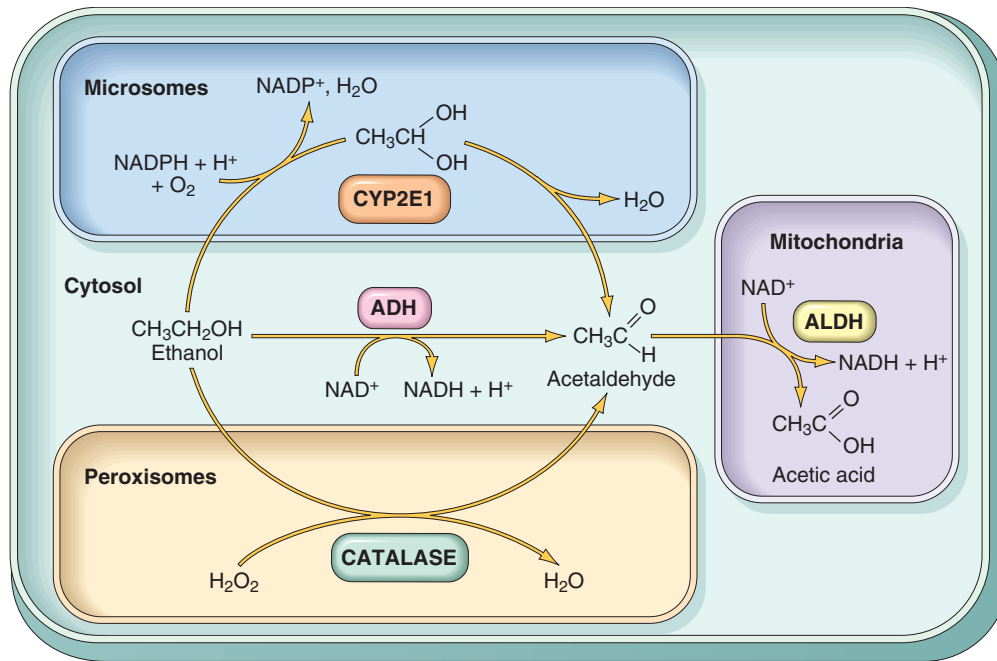 Microsomes
NADP⁺, H₂O
NADPH + H⁺
+ O₂
CH₃CH
OH
OH
CYP2E1
H₂O
Cytosol
CH₃CH₂OH
Ethanol
ADH
NAD⁺
NADH + H⁺
CH₃C
O
H
Acetaldehyde
Mitochondria
NAD⁺
ALDH
NADH + H⁺
CH₃C
O
OH
Acetic acid
Peroxisomes
CATALASE
H₂O₂
H₂O